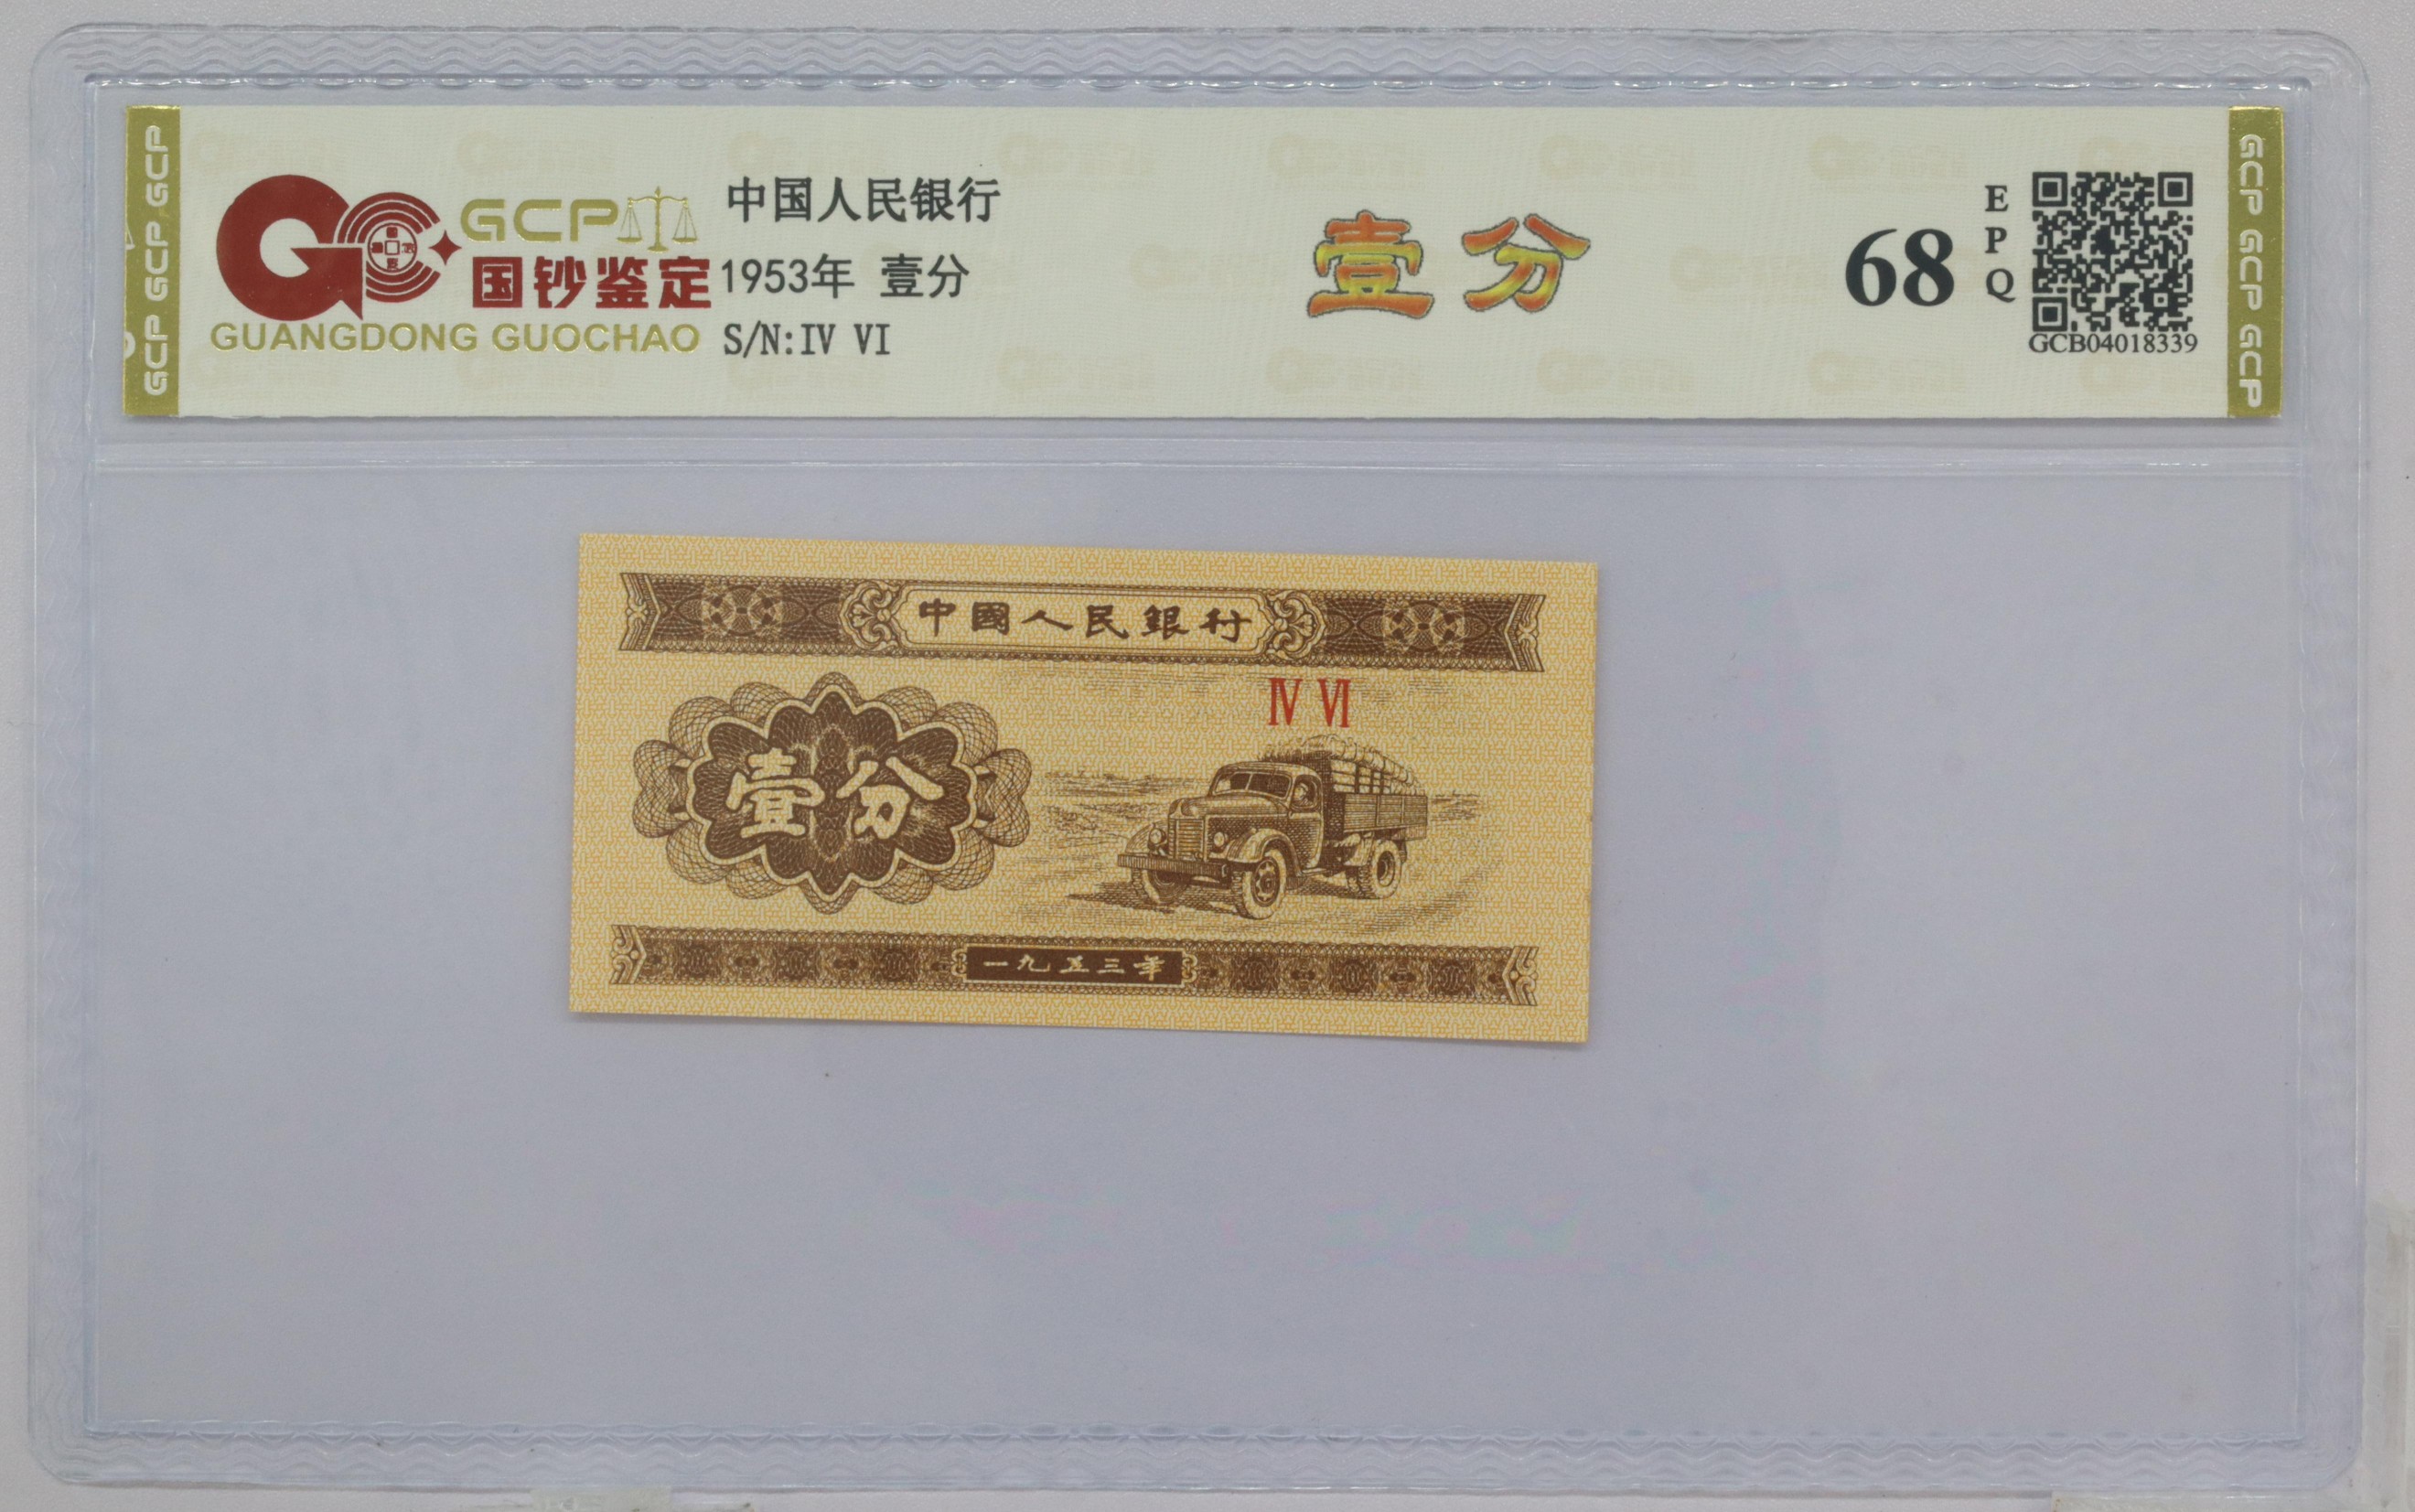 GCP GCP GCP
GCP
国钞鉴定
GUANGDONG GUOCHAO
中国人民银行
1953年 壹分
S/N:IV VI
壹分
68
EPQ
GCB04018339
GCP GCP GCP
中國人民銀行
IV VI
壹分
一九五三年